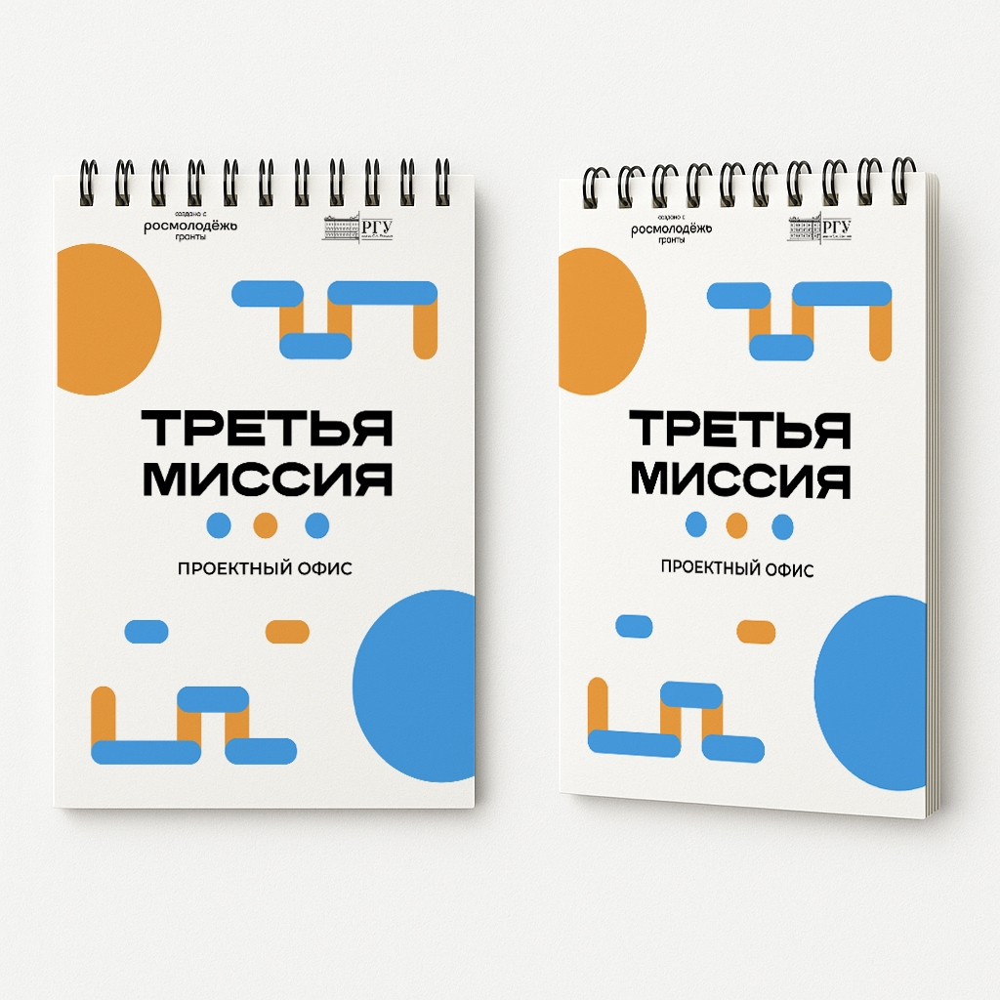 создано с
росмолодёжь
гранты
РГУ
ТРЕТЬЯ
МИССИЯ
ПРОЕКТНЫЙ ОФИС
создано с
росмолодёжь
гранты
РГУ
ТРЕТЬЯ
МИССИЯ
ПРОЕКТНЫЙ ОФИС